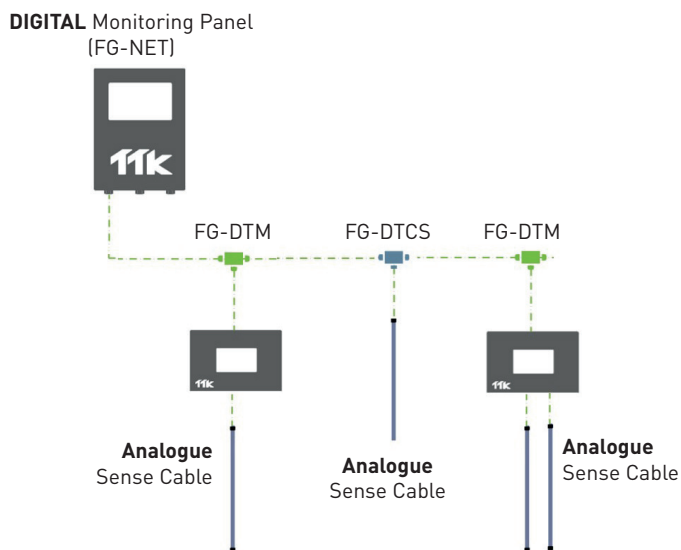 DIGITAL Monitoring Panel
(FG-NET)
TTK
FG-DTM
FG-DTCS
FG-DTM
TTK
TTK
Analogue
Sense Cable
Analogue
Sense Cable
Analogue
Sense Cable